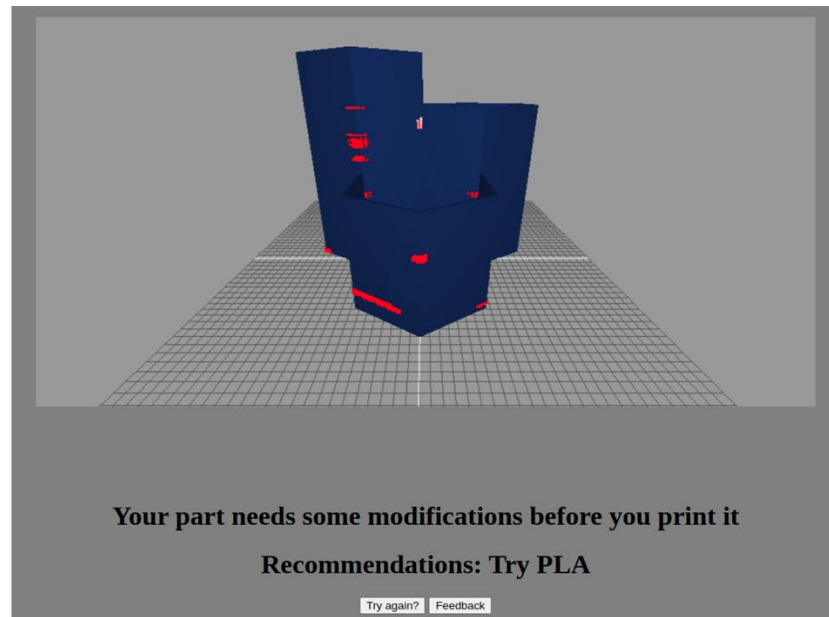 Your part needs some modifications before you print it
Recommendations: Try PLA
Try again? Feedback